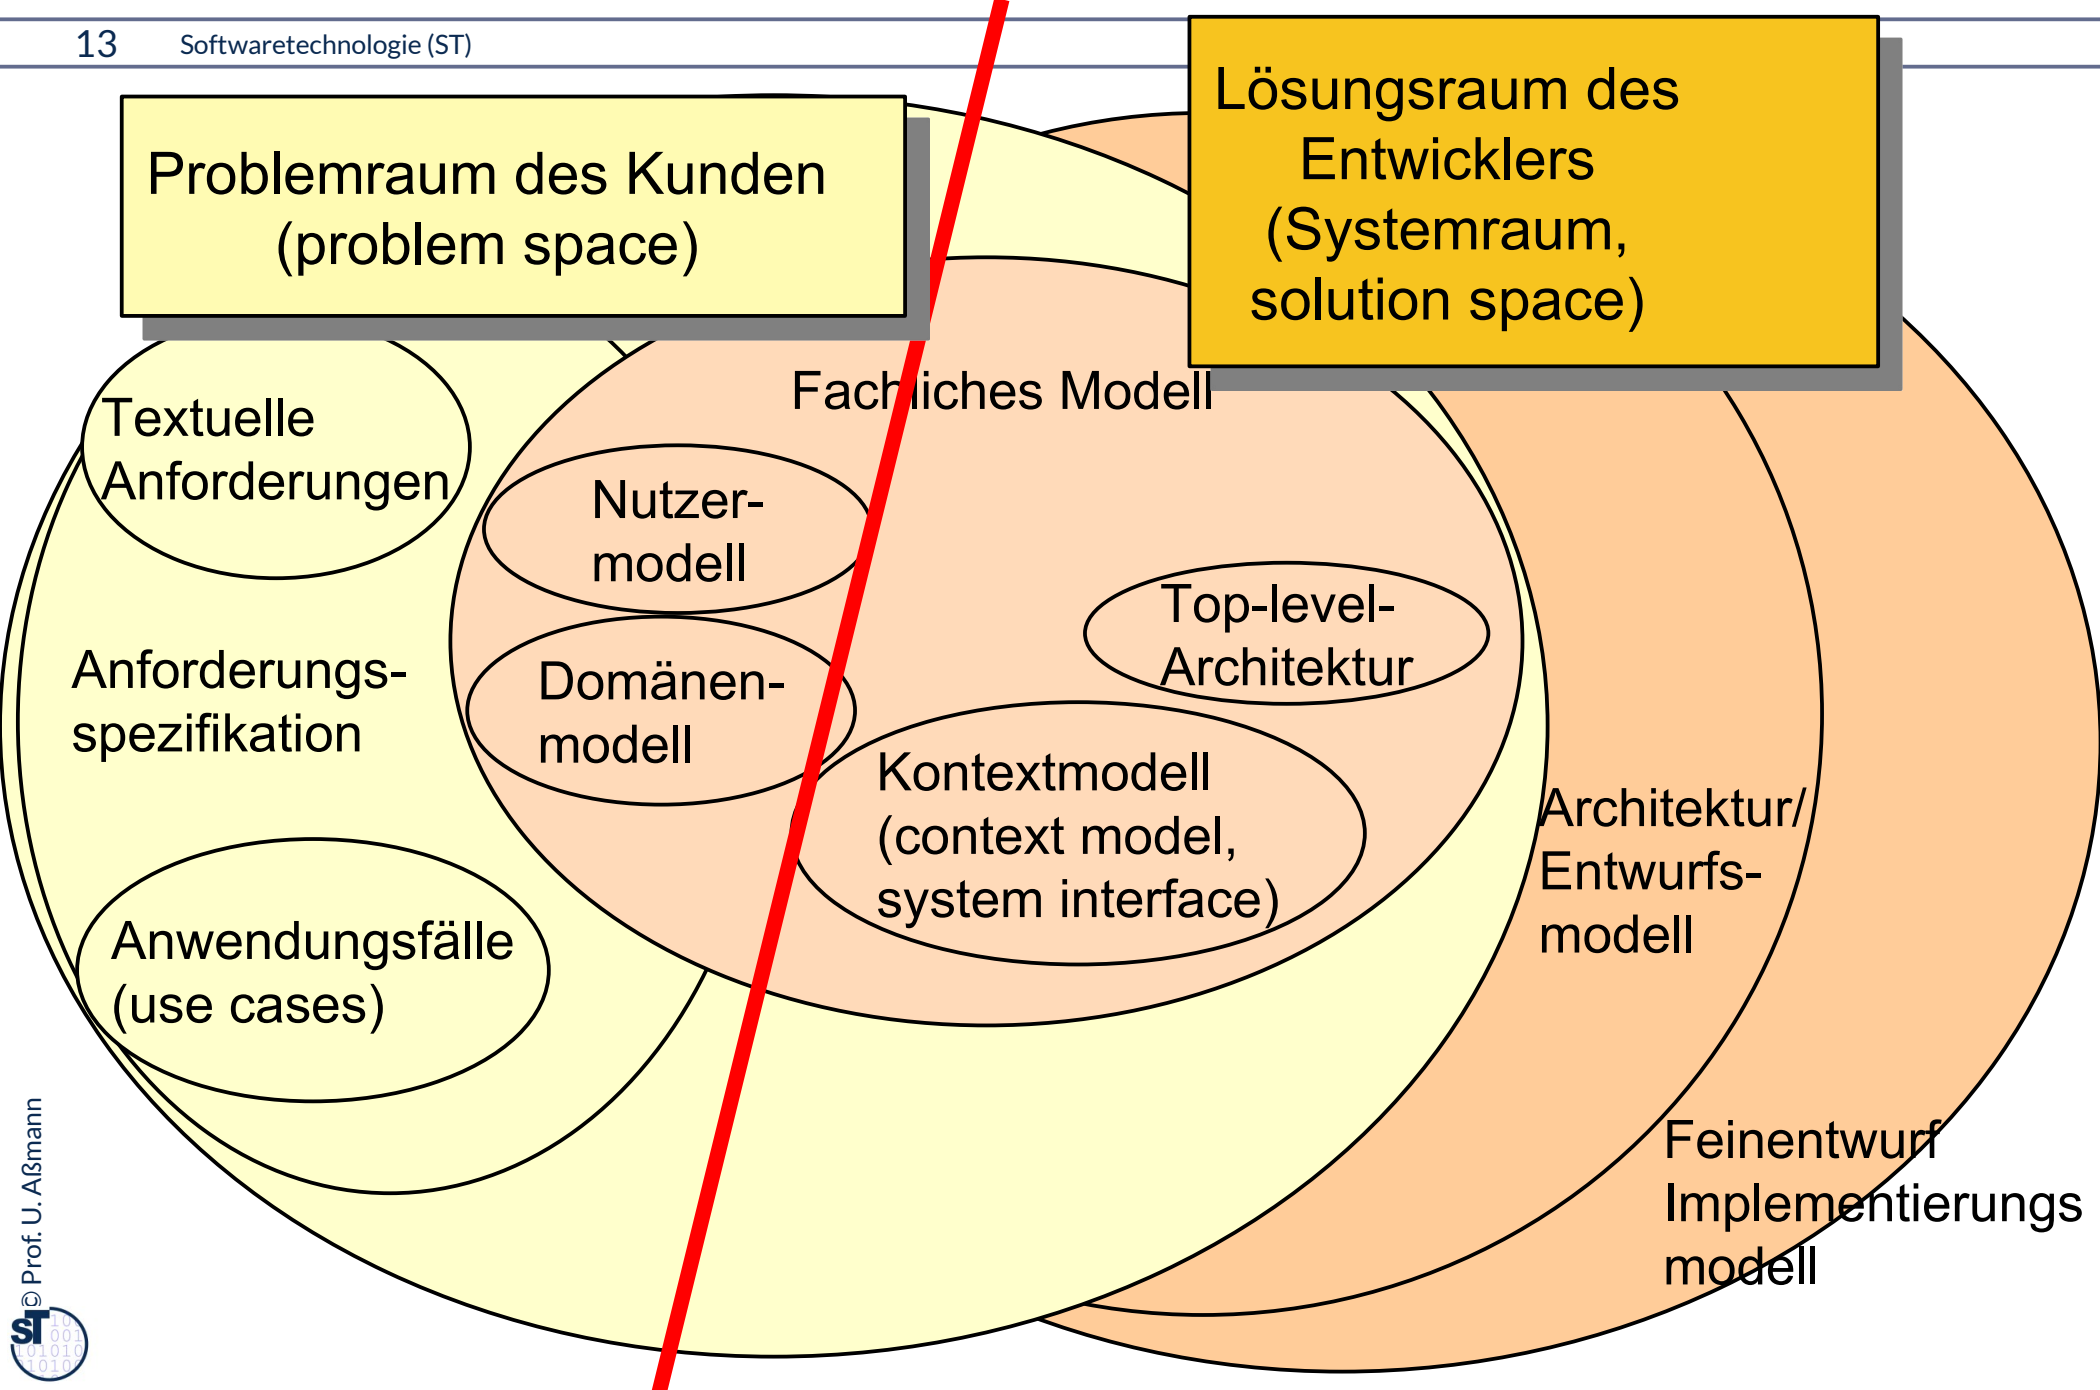 13 Softwaretechnologie (ST)
Problemraum des Kunden
(problem space)
Lösungsraum des
Entwicklers
(Systemraum,
solution space)
Fachliches Modell
Textuelle
Anforderungen
Nutzer-
modell
Top-level-
Architektur
Anforderungs-
spezifikation
Domänen-
modell
Kontextmodell
(context model,
system interface)
Architektur/
Entwurfs-
modell
Anwendungsfälle
(use cases)
Feinentwurf
Implementierungs
modell
© Prof. U. Aßmann
ST